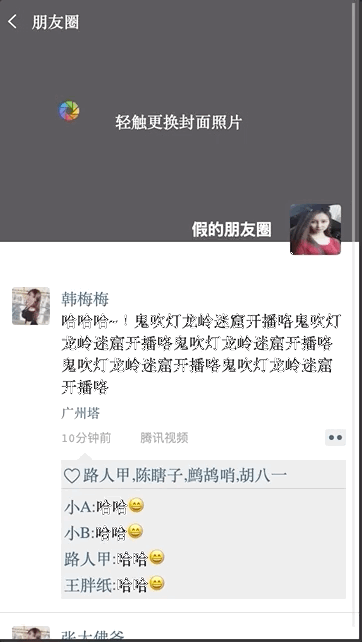 朋友圈
轻触更换封面照片
假的朋友圈
韩梅梅
哈哈哈~！鬼吹灯龙岭迷窟开播咯鬼吹灯
龙岭迷窟开播咯鬼吹灯龙岭迷窟开播咯
鬼吹灯龙岭迷窟开播咯鬼吹灯龙岭迷窟
开播咯
广州塔
10分钟前 腾讯视频
路人甲,陈瞎子,鹧鸪哨,胡八一
小A:哈哈😄
小B:哈哈😄
路人甲:哈哈😄
王胖纸:哈哈😄
张大佛爷